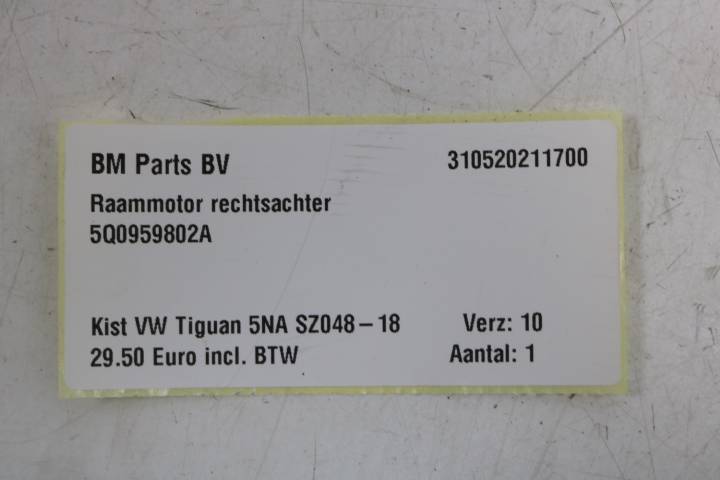 BM Parts BV 310520211700
Raammotor rechtsachter
5Q0959802A
Kist VW Tiguan 5NA SZ048-18 Verz: 10
29.50 Euro incl. BTW Aantal: 1